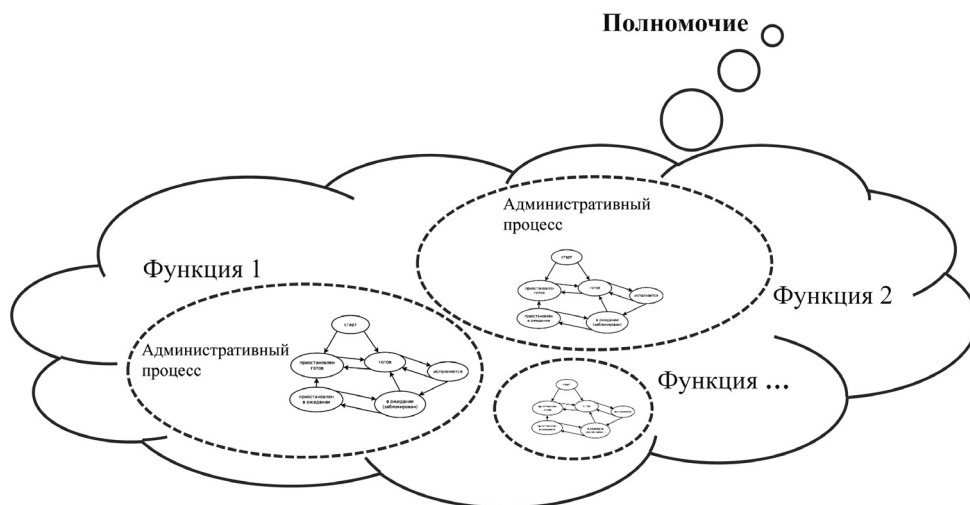 Полномочие
Административный
процесс
старт
приостановлен
готов
готов
исполняется
приостановлен
в ожидании
в ожидании
(заблокирован)
Функция 2
Функция 1
Административный
процесс
старт
приостановлен
готов
готов
исполняется
приостановлен
в ожидании
в ожидании
(заблокирован)
Функция ...
старт